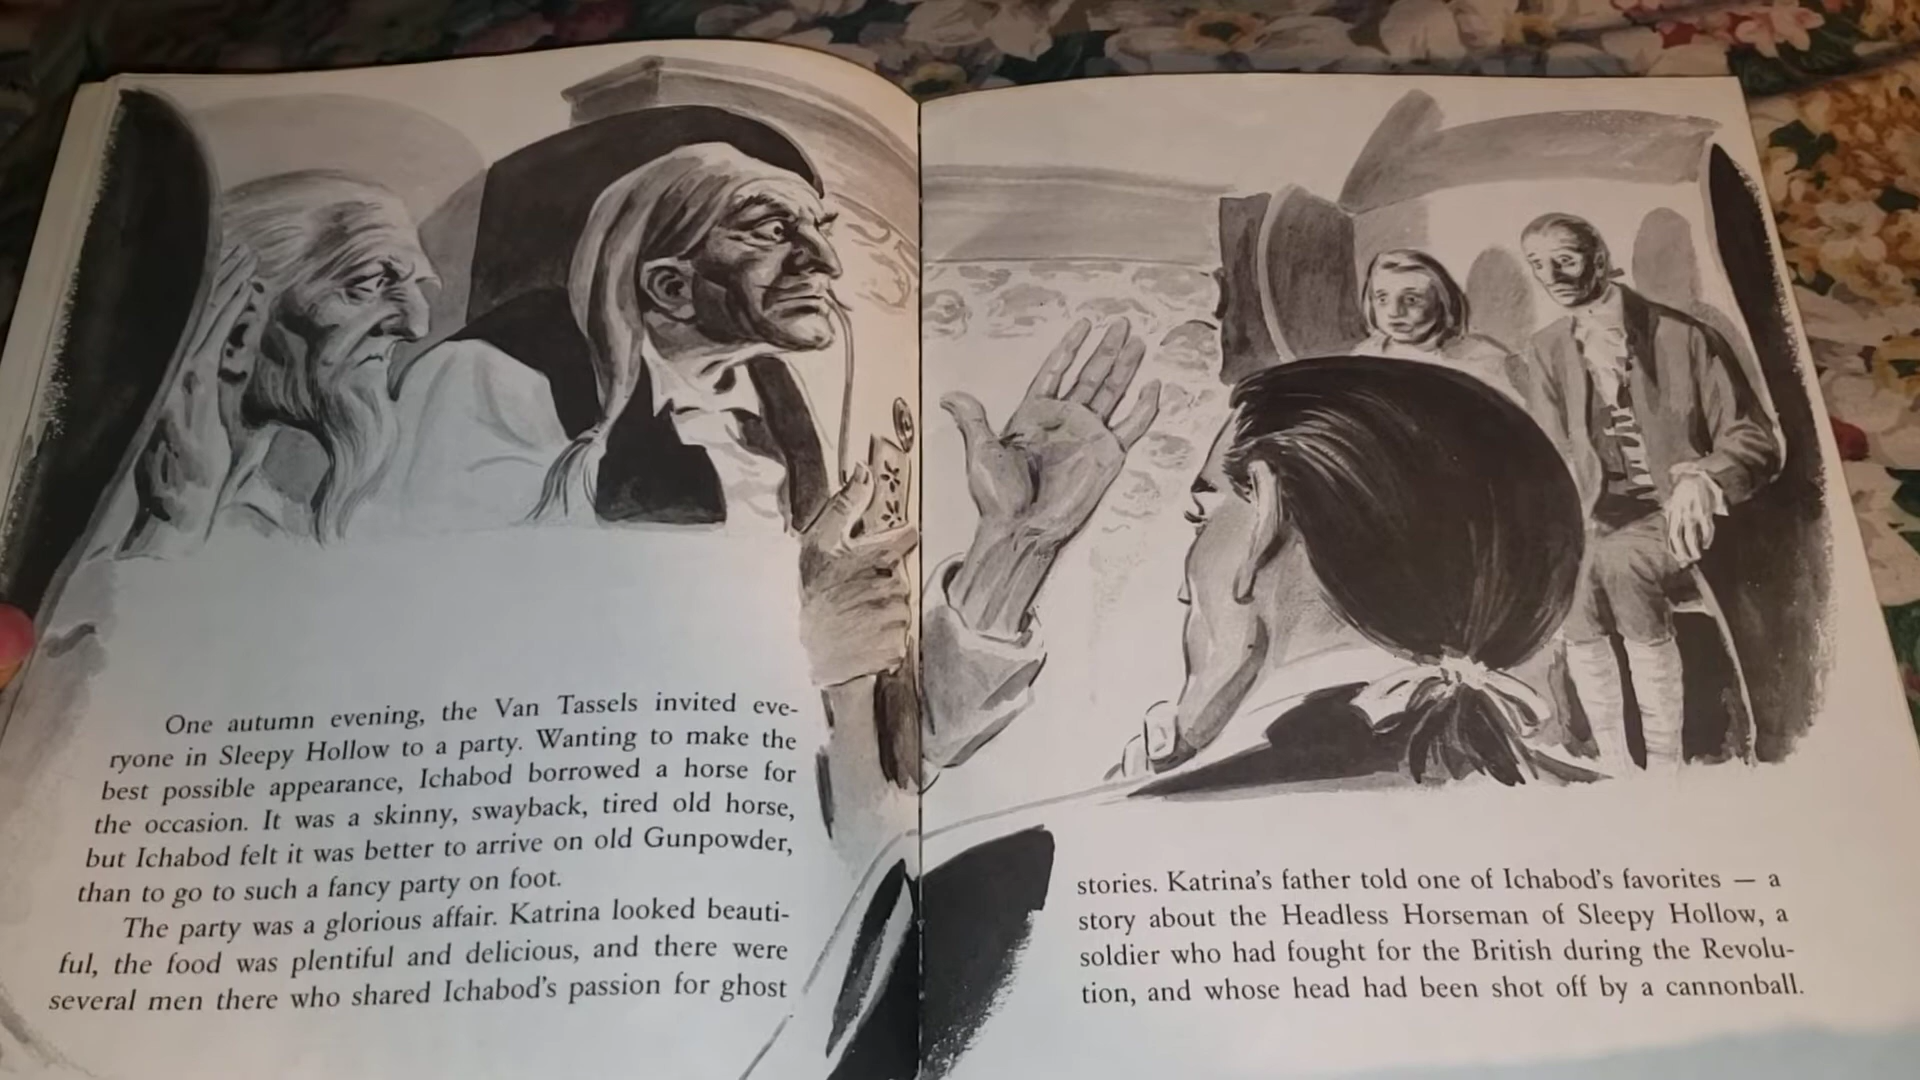 One autumn evening, the Van Tassels invited eve-
ryone in Sleepy Hollow to a party. Wanting to make the
best possible appearance, Ichabod borrowed a horse for
the occasion. It was a skinny, swayback, tired old horse,
but Ichabod felt it was better to arrive on old Gunpowder,
than to go to such a fancy party on foot.
The party was a glorious affair. Katrina looked beauti-
ful, the food was plentiful and delicious, and there were
several men there who shared Ichabod's passion for ghost
stories. Katrina's father told one of Ichabod's favorites — a
story about the Headless Horseman of Sleepy Hollow, a
soldier who had fought for the British during the Revolu-
tion, and whose head had been shot off by a cannonball.